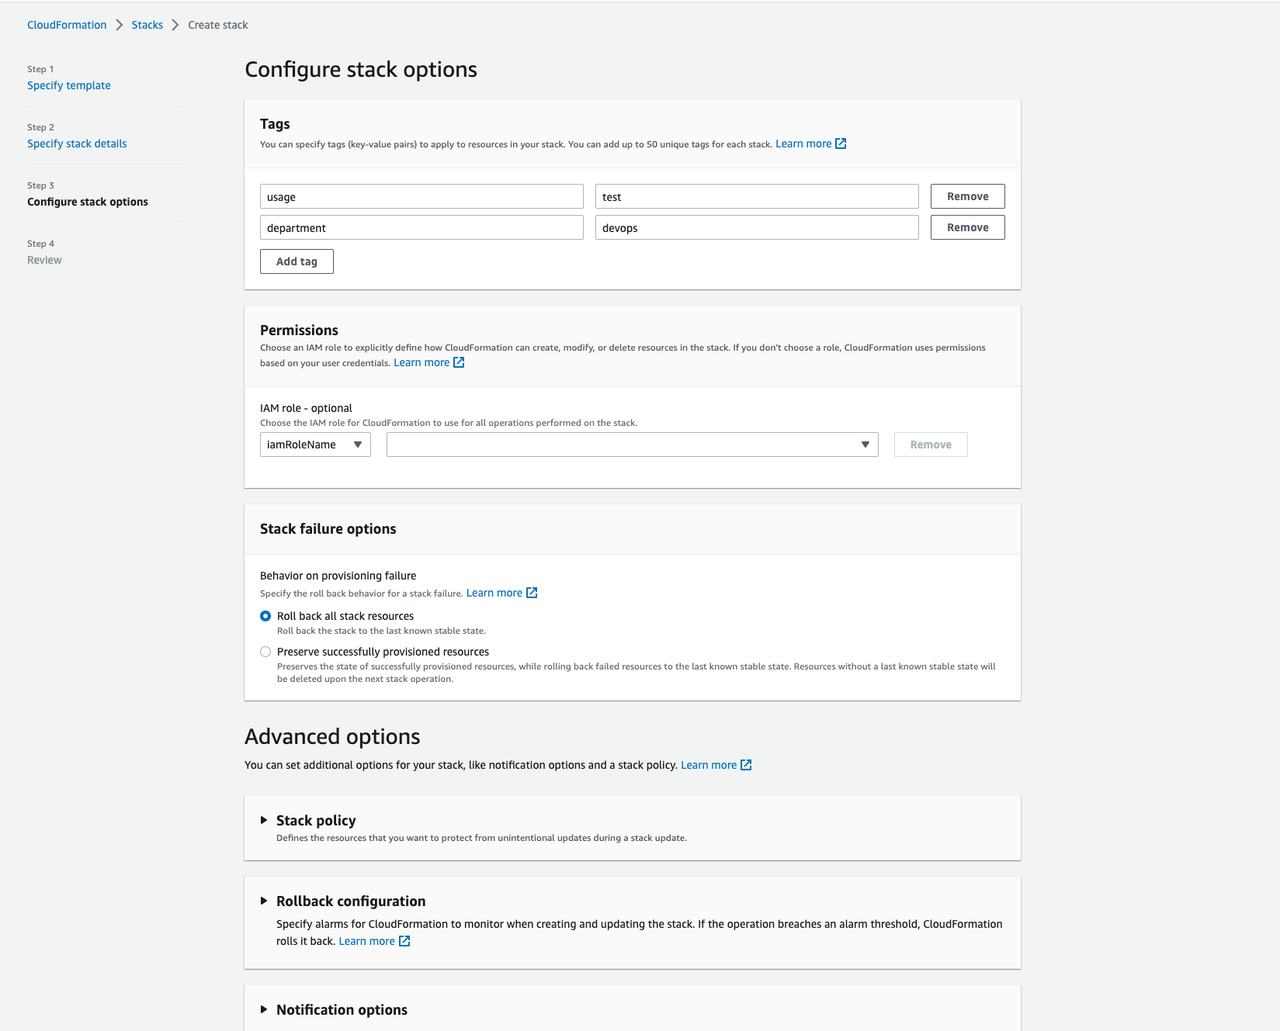 CloudFormation > Stacks > Create stack
Step 1
Specify template
Step 2
Specify stack details
Step 3
Configure stack options
Step 4
Review
Configure stack options
Tags
You can specify tags (key-value pairs) to apply to resources in your stack. You can add up to 50 unique tags for each stack. Learn more
usage test Remove
department devops Remove
Add tag
Permissions
Choose an IAM role to explicitly define how CloudFormation can create, modify, or delete resources in the stack. If you don't choose a role, CloudFormation uses permissions
based on your user credentials. Learn more
IAM role - optional
Choose the IAM role for CloudFormation to use for all operations performed on the stack.
iamRoleName Remove
Stack failure options
Behavior on provisioning failure
Specify the roll back behavior for a stack failure. Learn more
Roll back all stack resources
Roll back the stack to the last known stable state.
Preserve successfully provisioned resources
Preserves the state of successfully provisioned resources, while rolling back failed resources to the last known stable state. Resources without a last known stable state will
be deleted upon the next stack operation.
Advanced options
You can set additional options for your stack, like notification options and a stack policy. Learn more
Stack policy
Defines the resources that you want to protect from unintentional updates during a stack update.
Rollback configuration
Specify alarms for CloudFormation to monitor when creating and updating the stack. If the operation breaches an alarm threshold, CloudFormation
rolls it back. Learn more
Notification options